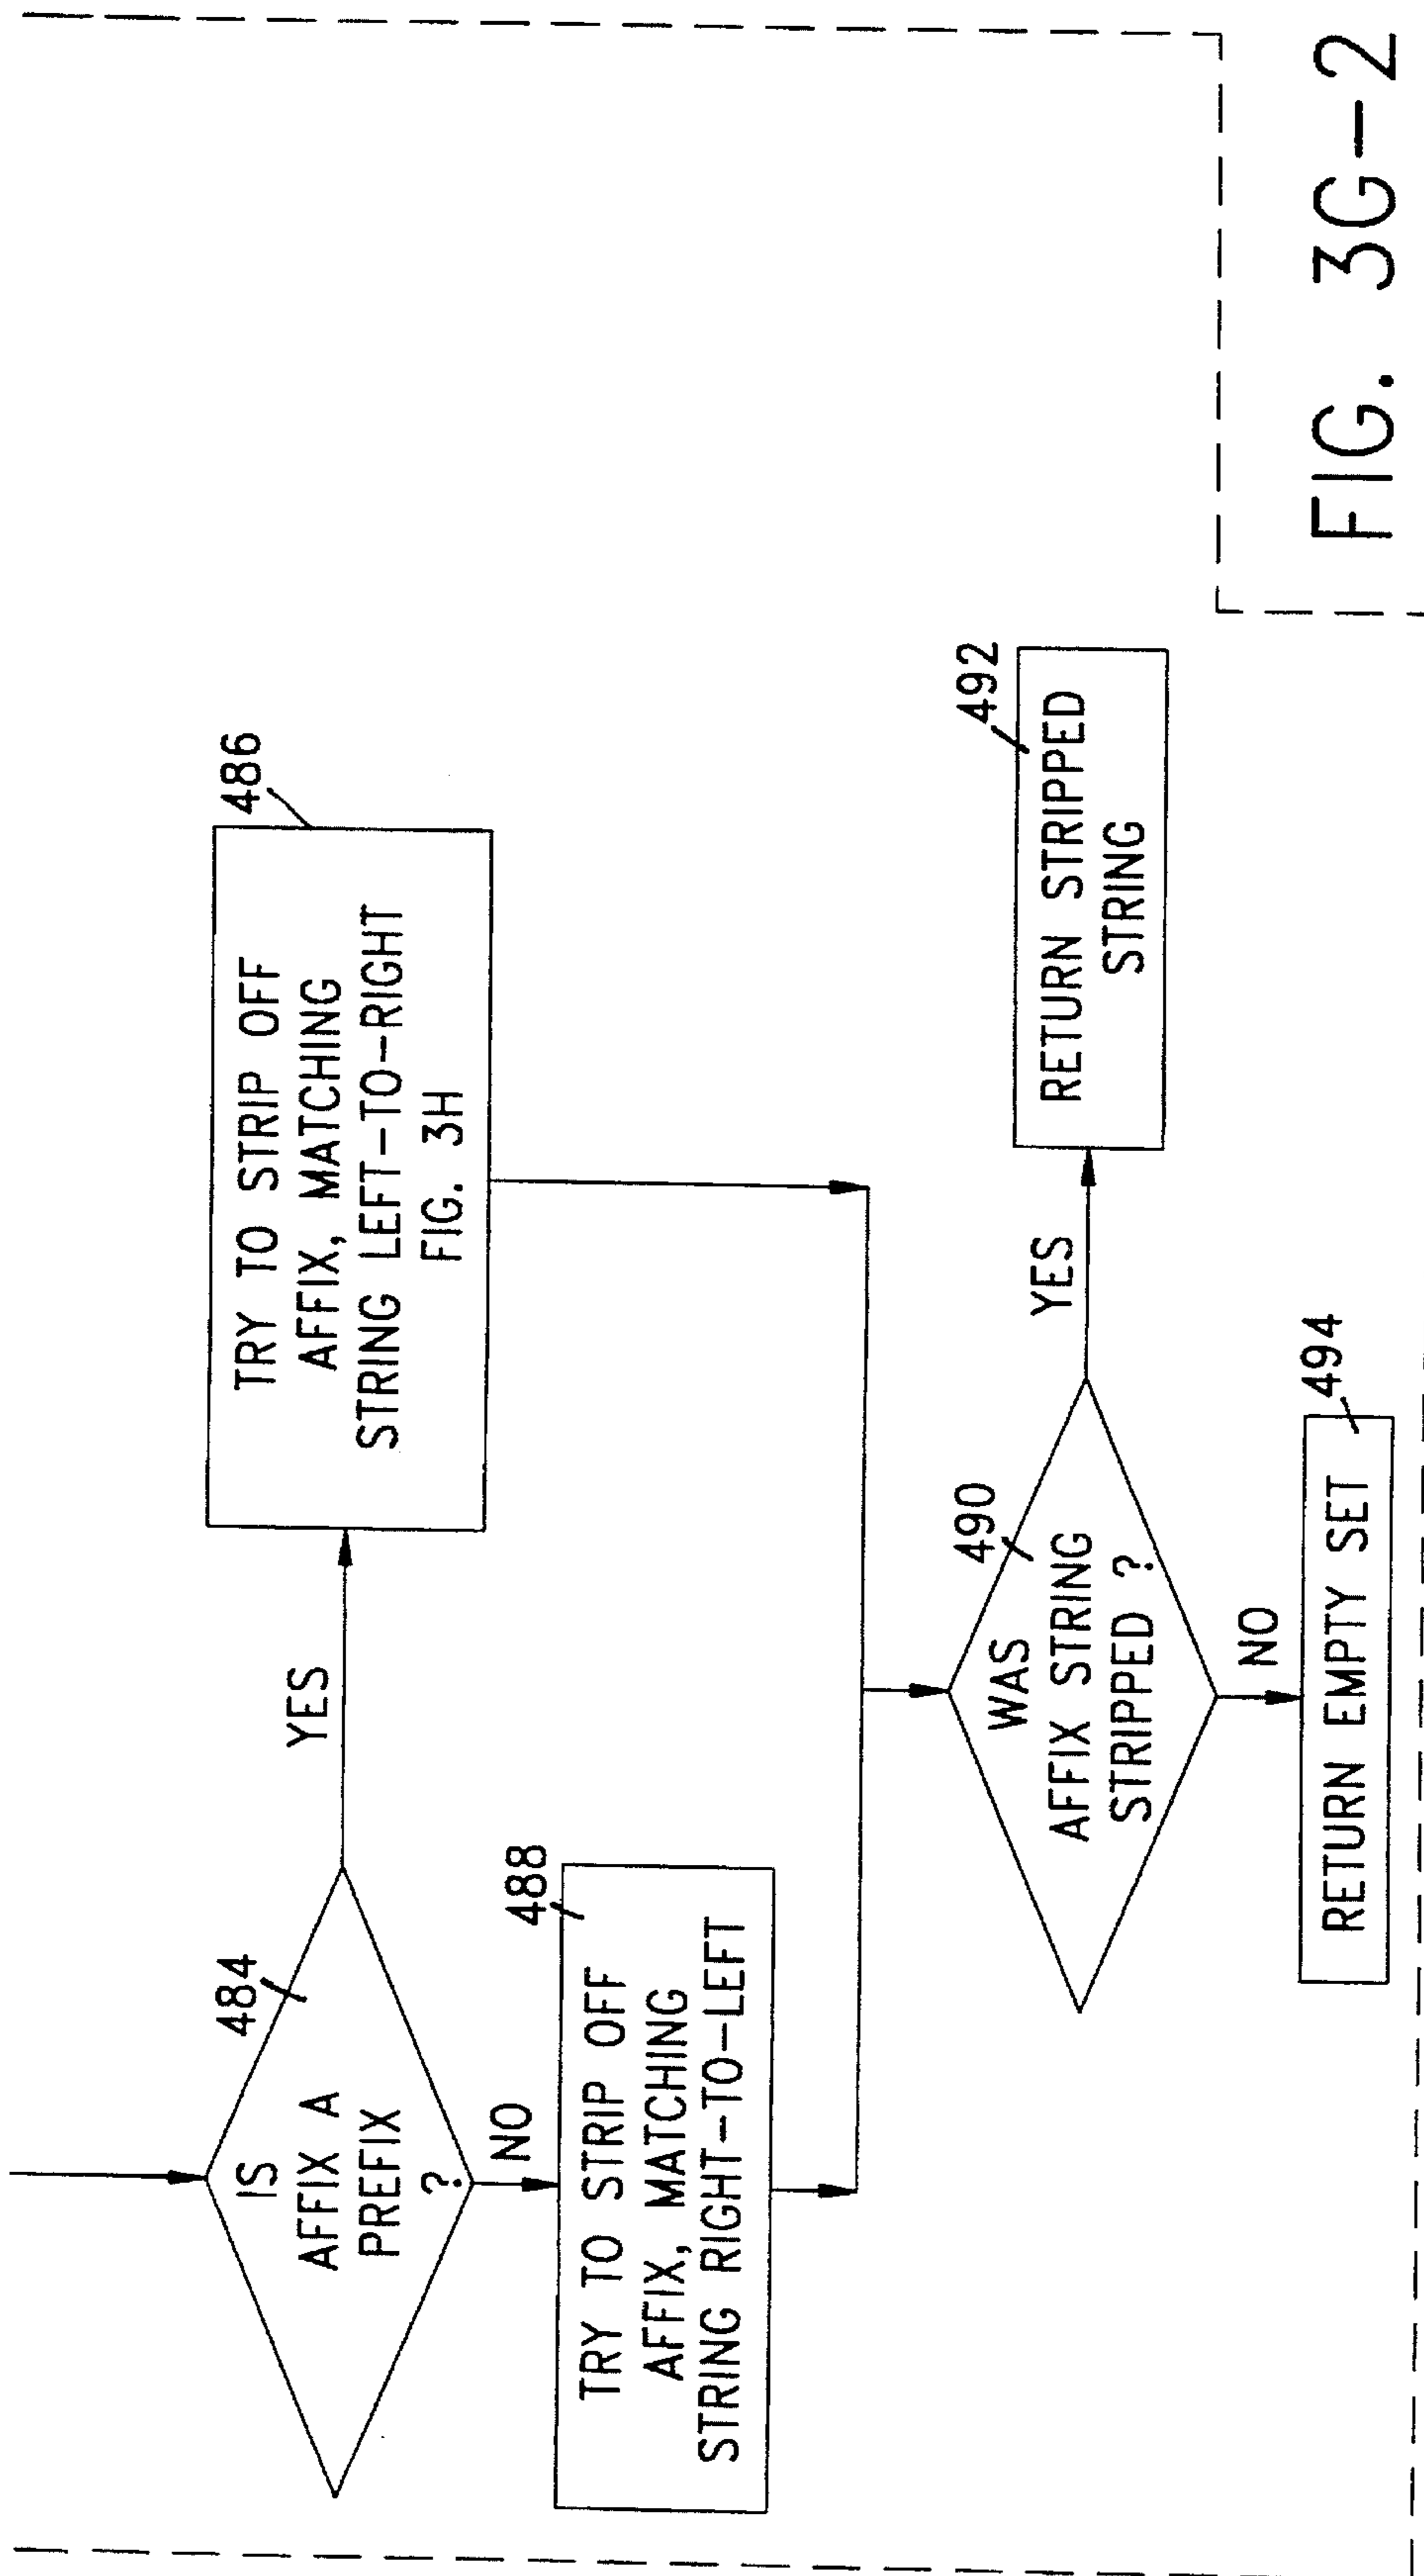 484
IS
AFFIX A
PREFIX
?
YES
486
TRY TO STRIP OFF
AFFIX, MATCHING
STRING LEFT-TO-RIGHT
FIG. 3H
NO
488
TRY TO STRIP OFF
AFFIX, MATCHING
STRING RIGHT-TO-LEFT
490
WAS
AFFIX STRING
STRIPPED ?
YES
492
RETURN STRIPPED
STRING
NO
494
RETURN EMPTY SET
FIG. 3G-2